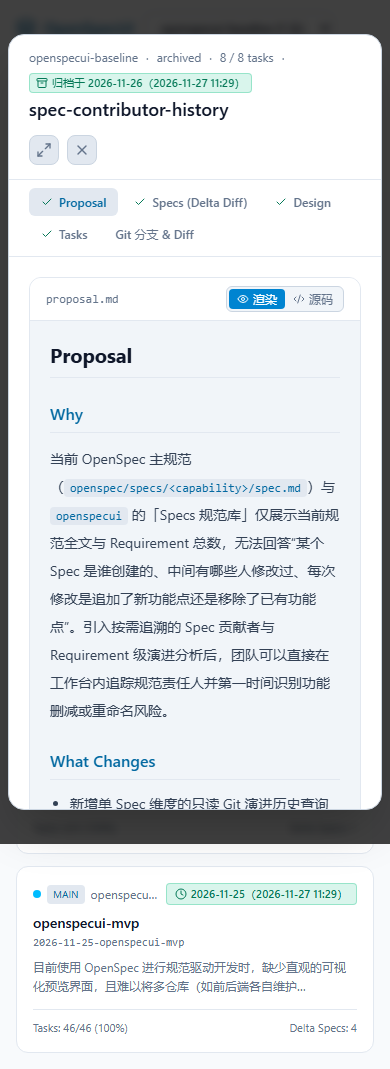 openspecui-baseline · archived · 8 / 8 tasks ·
归档于 2026-11-26（2026-11-27 11:29）
spec-contributor-history
Proposal
Specs (Delta Diff)
Design
Tasks
Git 分支 & Diff
proposal.md
渲染
源码
Proposal
Why
当前 OpenSpec 主规范
（openspec/specs/<capability>/spec.md）与
openspecui 的「Specs 规范库」仅展示当前规
范全文与 Requirement 总数，无法回答“某个
Spec 是谁创建的、中间有哪些人修改过、每次
修改是追加了新功能点还是移除了已有功能
点”。引入按需追溯的 Spec 贡献者与
Requirement 级演进分析后，团队可以直接在
工作台内追踪规范责任人并第一时间识别功能
删减或重命名风险。
What Changes
• 新增单 Spec 维度的只读 Git 演进历史查询
MAIN openspecu... 2026-11-25（2026-11-27 11:29）
openspecui-mvp
2026-11-25-openspecui-mvp
目前使用 OpenSpec 进行规范驱动开发时，缺少直观的可视
化预览界面，且难以将多仓库（如前后端各自维护...
Tasks: 46/46 (100%)
Delta Specs: 4